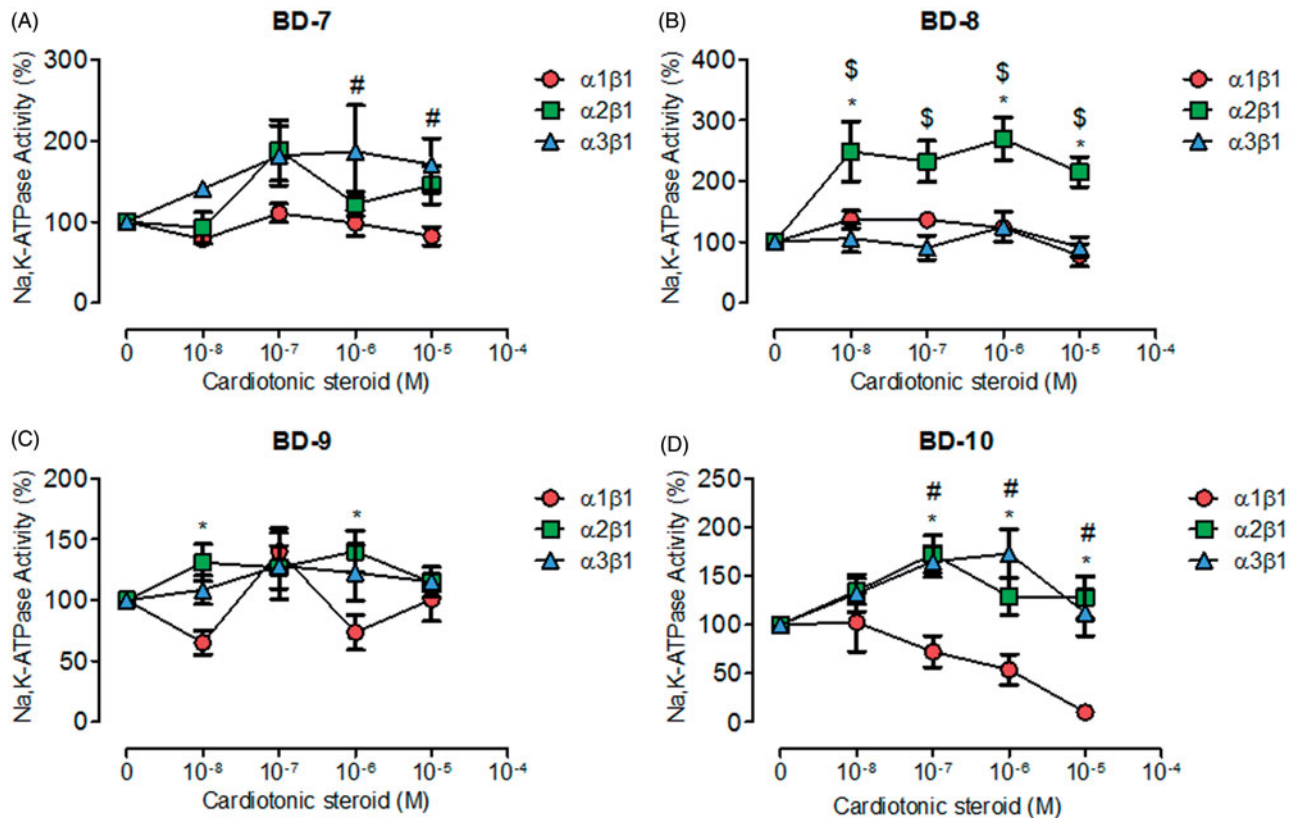 (A)
BD-7
Na,K-ATPase Activity (%)
300
200
100
0
# #
α1β1
α2β1
α3β1
0 10⁻⁸ 10⁻⁷ 10⁻⁶ 10⁻⁵ 10⁻⁴
Cardiotonic steroid (M)
(B)
BD-8
Na,K-ATPase Activity (%)
400
300
200
100
0
$ $ $ $
* * *
α1β1
α2β1
α3β1
0 10⁻⁸ 10⁻⁷ 10⁻⁶ 10⁻⁵ 10⁻⁴
Cardiotonic steroid (M)
(C)
BD-9
Na,K-ATPase Activity (%)
200
150
100
50
0
* *
α1β1
α2β1
α3β1
0 10⁻⁸ 10⁻⁷ 10⁻⁶ 10⁻⁵ 10⁻⁴
Cardiotonic steroid (M)
(D)
BD-10
Na,K-ATPase Activity (%)
250
200
150
100
50
0
# # #
* * *
α1β1
α2β1
α3β1
0 10⁻⁸ 10⁻⁷ 10⁻⁶ 10⁻⁵ 10⁻⁴
Cardiotonic steroid (M)